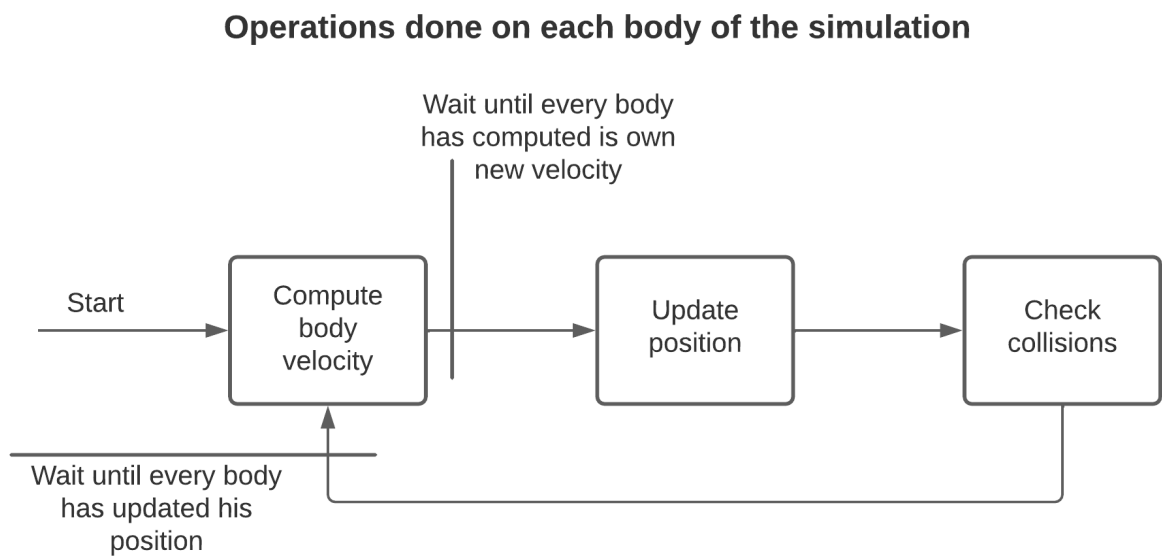 Operations done on each body of the simulation
Wait until every body
has computed is own
new velocity
Start
Compute
body
velocity
Update
position
Check
collisions
Wait until every body
has updated his
position